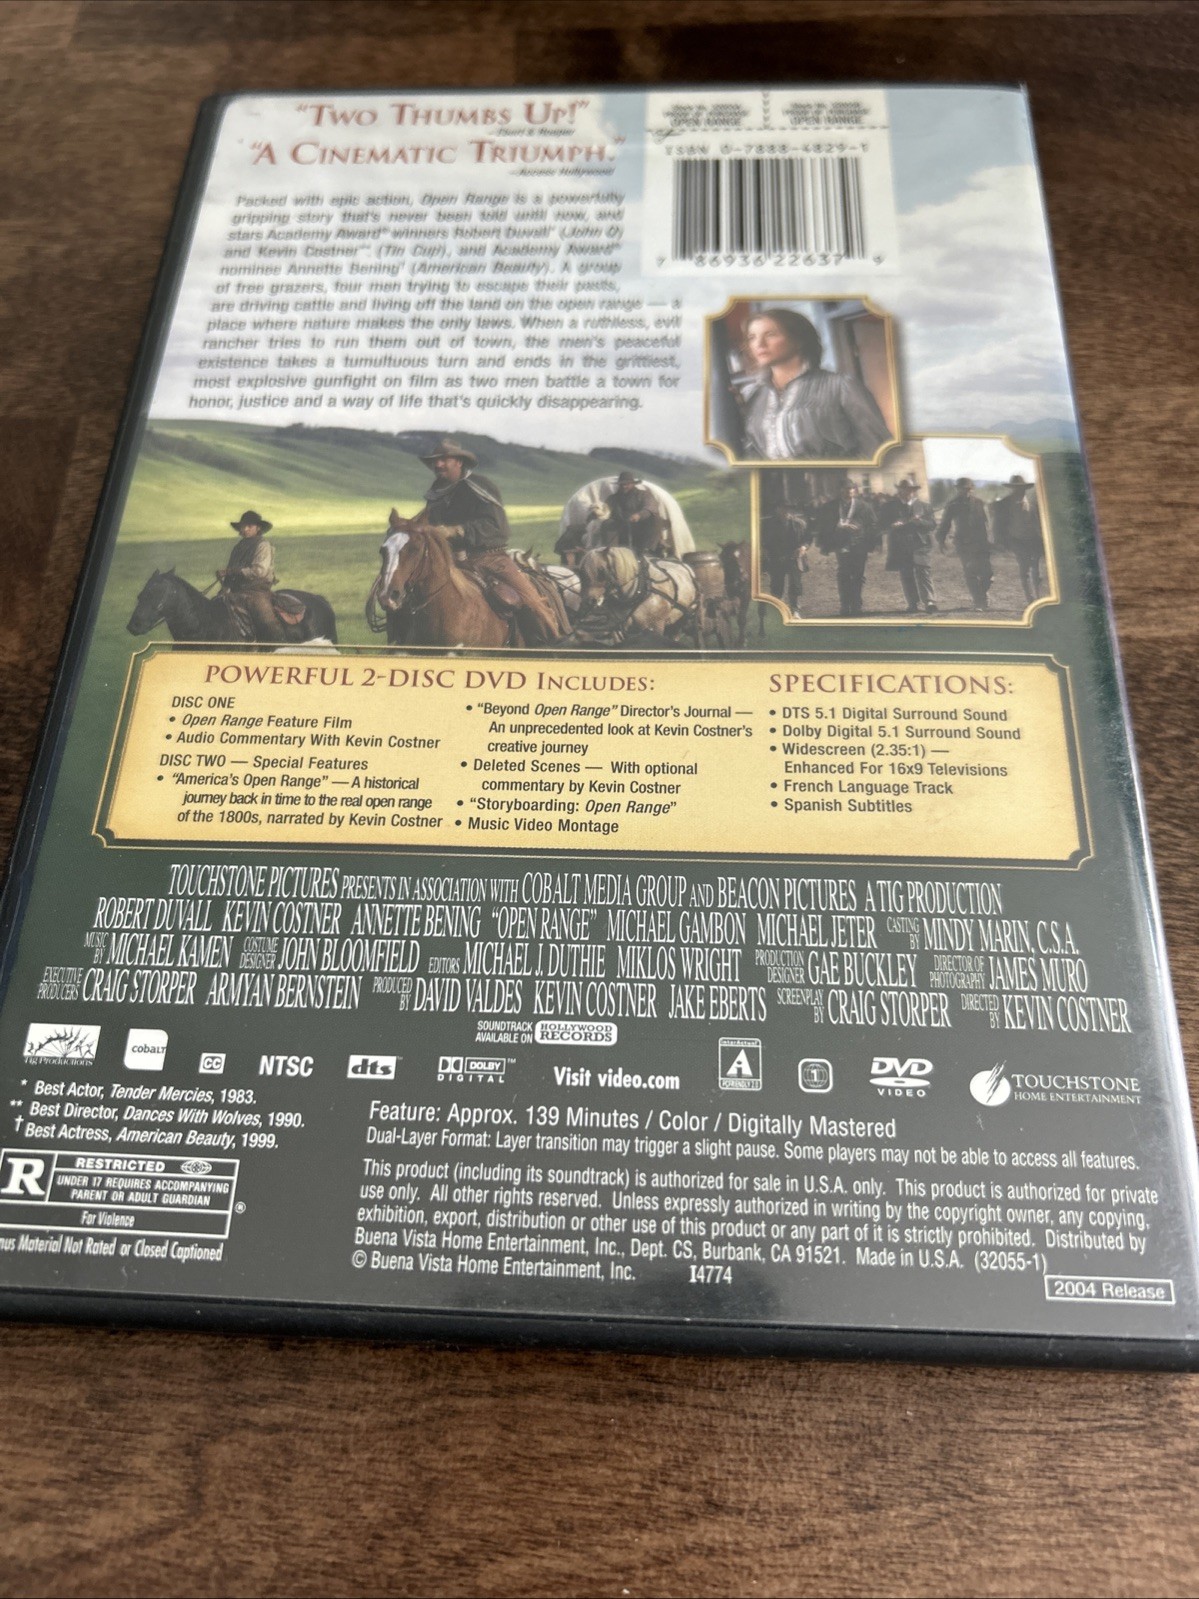 "TWO THUMBS UP!"
—Ebert & Roeper
"A CINEMATIC TRIUMPH."
—Access Hollywood
Packed with epic action, Open Range is a powerfully
gripping story that's never been told until now, and
stars Academy Award® winners Robert Duvall* (John Q)
and Kevin Costner** (Tin Cup), and Academy Award®
nominee Annette Bening† (American Beauty). A group
of free grazers, four men trying to escape their pasts,
are driving cattle and living off the land on the open range — a
place where nature makes the only laws. When a ruthless, evil
rancher tries to run them out of town, the men's peaceful
existence takes a tumultuous turn and ends in the grittiest,
most explosive gunfight on film as two men battle a town for
honor, justice and a way of life that's quickly disappearing.
OPEN RANGE
OPEN RANGE
ISBN 0-7888-4829-1
7 86936 22637 9
POWERFUL 2-DISC DVD INCLUDES:
DISC ONE
• Open Range Feature Film
• Audio Commentary With Kevin Costner
DISC TWO — Special Features
• "America's Open Range" — A historical
journey back in time to the real open range
of the 1800s, narrated by Kevin Costner
• "Beyond Open Range" Director's Journal —
An unprecedented look at Kevin Costner's
creative journey
• Deleted Scenes — With optional
commentary by Kevin Costner
• "Storyboarding: Open Range"
• Music Video Montage
SPECIFICATIONS:
• DTS 5.1 Digital Surround Sound
• Dolby Digital 5.1 Surround Sound
• Widescreen (2.35:1) —
Enhanced For 16x9 Televisions
• French Language Track
• Spanish Subtitles
TOUCHSTONE PICTURES PRESENTS IN ASSOCIATION WITH COBALT MEDIA GROUP AND BEACON PICTURES A TIG PRODUCTION
ROBERT DUVALL KEVIN COSTNER ANNETTE BENING "OPEN RANGE" MICHAEL GAMBON MICHAEL JETER CASTING BY MINDY MARIN, C.S.A.
MUSIC BY MICHAEL KAMEN COSTUME DESIGNER JOHN BLOOMFIELD EDITORS MICHAEL J. DUTHIE MIKLOS WRIGHT PRODUCTION DESIGNER GAE BUCKLEY DIRECTOR OF PHOTOGRAPHY JAMES MURO
EXECUTIVE PRODUCERS CRAIG STORPER ARMYAN BERNSTEIN PRODUCED BY DAVID VALDES KEVIN COSTNER JAKE EBERTS SCREENPLAY BY CRAIG STORPER DIRECTED BY KEVIN COSTNER
SOUNDTRACK AVAILABLE ON HOLLYWOOD RECORDS
Tig Productions cobalt CC NTSC dts DOLBY DIGITAL ™ Visit video.com InterActual A PCFRIENDLY 2.0 1 DVD VIDEO TOUCHSTONE HOME ENTERTAINMENT
* Best Actor, Tender Mercies, 1983.
** Best Director, Dances With Wolves, 1990.
† Best Actress, American Beauty, 1999.
R RESTRICTED
UNDER 17 REQUIRES ACCOMPANYING
PARENT OR ADULT GUARDIAN
®
For Violence
nus Material Not Rated or Closed Captioned
Feature: Approx. 139 Minutes / Color / Digitally Mastered
Dual-Layer Format: Layer transition may trigger a slight pause. Some players may not be able to access all features.
This product (including its soundtrack) is authorized for sale in U.S.A. only. This product is authorized for private
use only. All other rights reserved. Unless expressly authorized in writing by the copyright owner, any copying,
exhibition, export, distribution or other use of this product or any part of it is strictly prohibited. Distributed by
Buena Vista Home Entertainment, Inc., Dept. CS, Burbank, CA 91521. Made in U.S.A. (32055-1)
© Buena Vista Home Entertainment, Inc. I4774
2004 Release